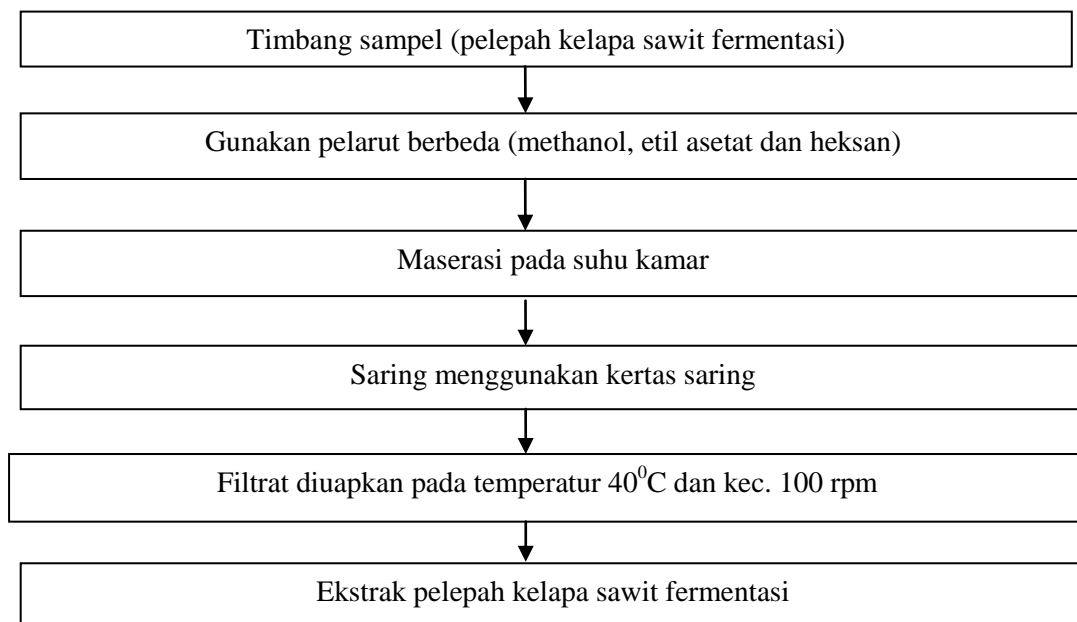 Timbang sampel (pelepah kelapa sawit fermentasi)
Gunakan pelarut berbeda (methanol, etil asetat dan heksan)
Maserasi pada suhu kamar
Saring menggunakan kertas saring
Filtrat diuapkan pada temperatur 40⁰C dan kec. 100 rpm
Ekstrak pelepah kelapa sawit fermentasi